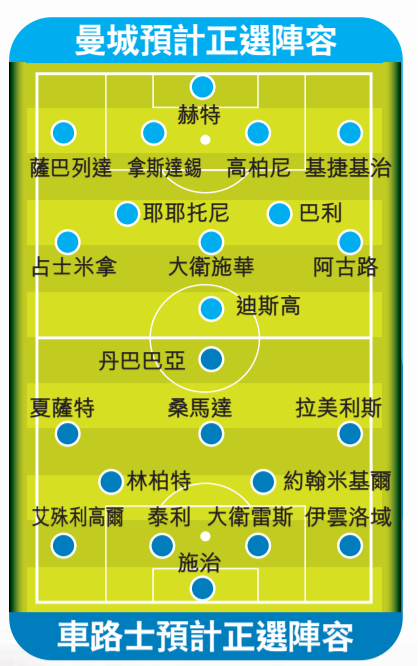 曼城預計正選陣容
赫特
薩巴列達 拿斯達錫 高柏尼 基捷基治
耶耶托尼 巴利
占士米拿 大衛施華 阿古路
迪斯高
丹巴巴亞
夏薩特 桑馬達 拉美利斯
林柏特 約翰米基爾
艾殊利高爾 泰利 大衛雷斯 伊雲洛域
施治
車路士預計正選陣容